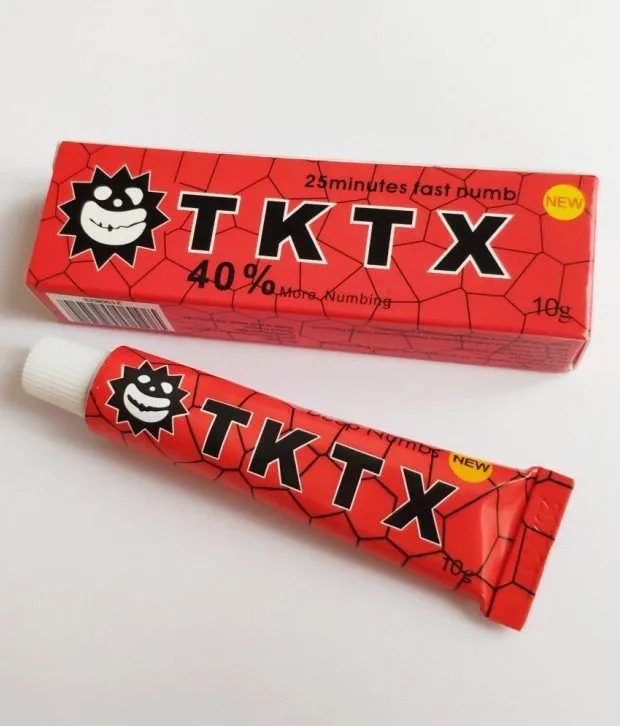 25minutes fast numb
NEW
TKTX
40% More Numbing
10g
Deep Numbs
NEW
TKTX
10g